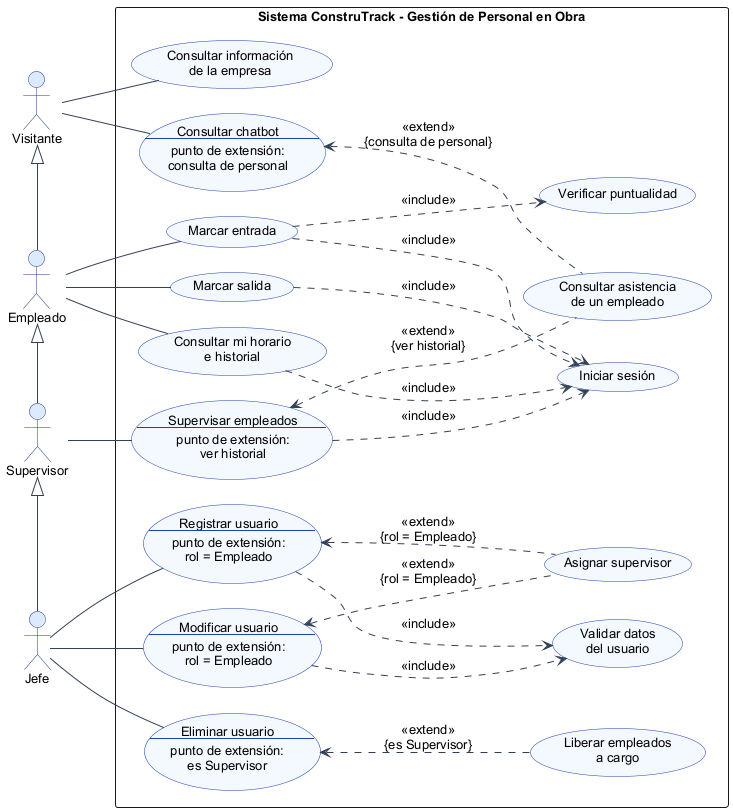 Sistema ConstruTrack - Gestión de Personal en Obra
Consultar información
de la empresa
Visitante
Consultar chatbot
punto de extensión:
consulta de personal
«extend»
{consulta de personal}
Verificar puntualidad
«include»
Marcar entrada
«include»
Empleado
Marcar salida
«include»
Consultar asistencia
de un empleado
Consultar mi horario
e historial
«extend»
{ver historial}
Iniciar sesión
«include»
Supervisor
Supervisar empleados
punto de extensión:
ver historial
«include»
Registrar usuario
punto de extensión:
rol = Empleado
«extend»
{rol = Empleado}
Asignar supervisor
«extend»
{rol = Empleado}
Jefe
Modificar usuario
punto de extensión:
rol = Empleado
«include»
Validar datos
del usuario
«include»
Eliminar usuario
punto de extensión:
es Supervisor
«extend»
{es Supervisor}
Liberar empleados
a cargo